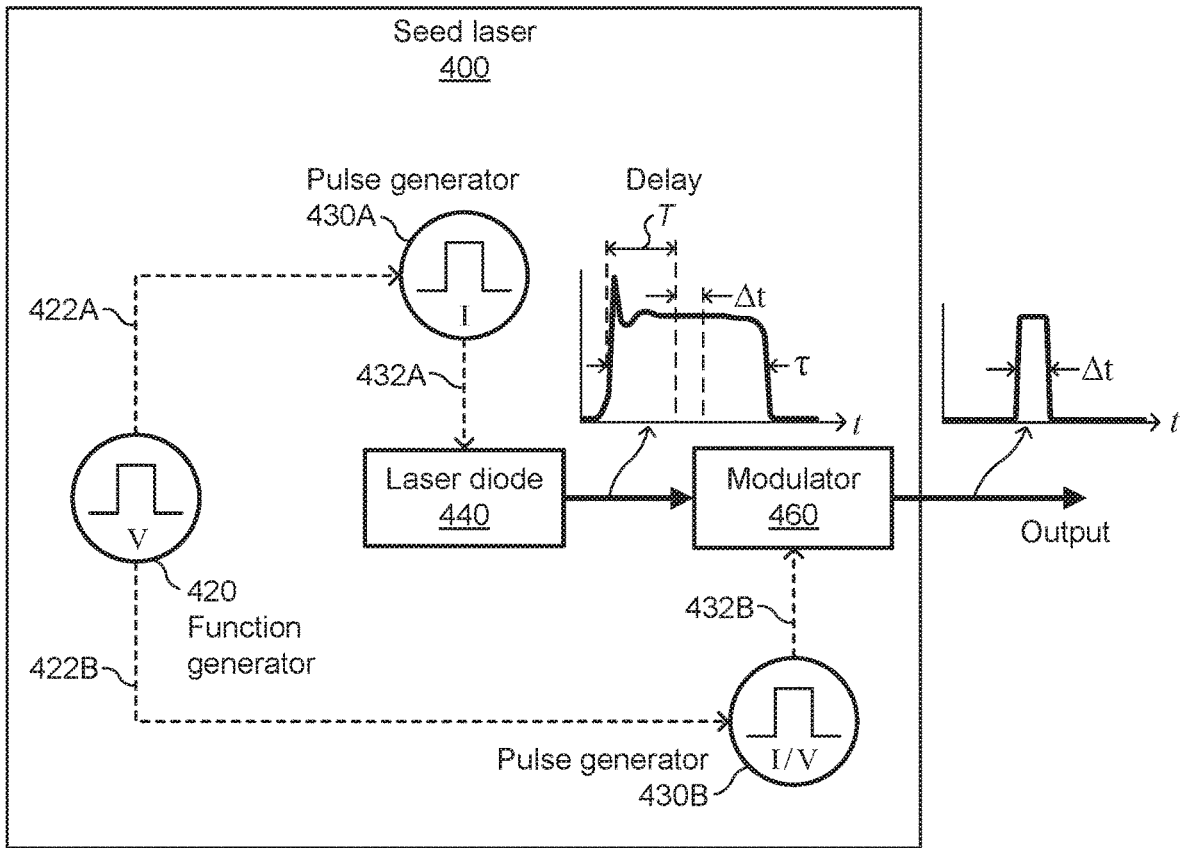 Seed laser
400
Pulse generator
430A
I
Delay
T
Δt
τ
t
Δt
t
422A
432A
Laser diode
440
Modulator
460
Output
V
420
Function
generator
422B
432B
I/V
Pulse generator
430B